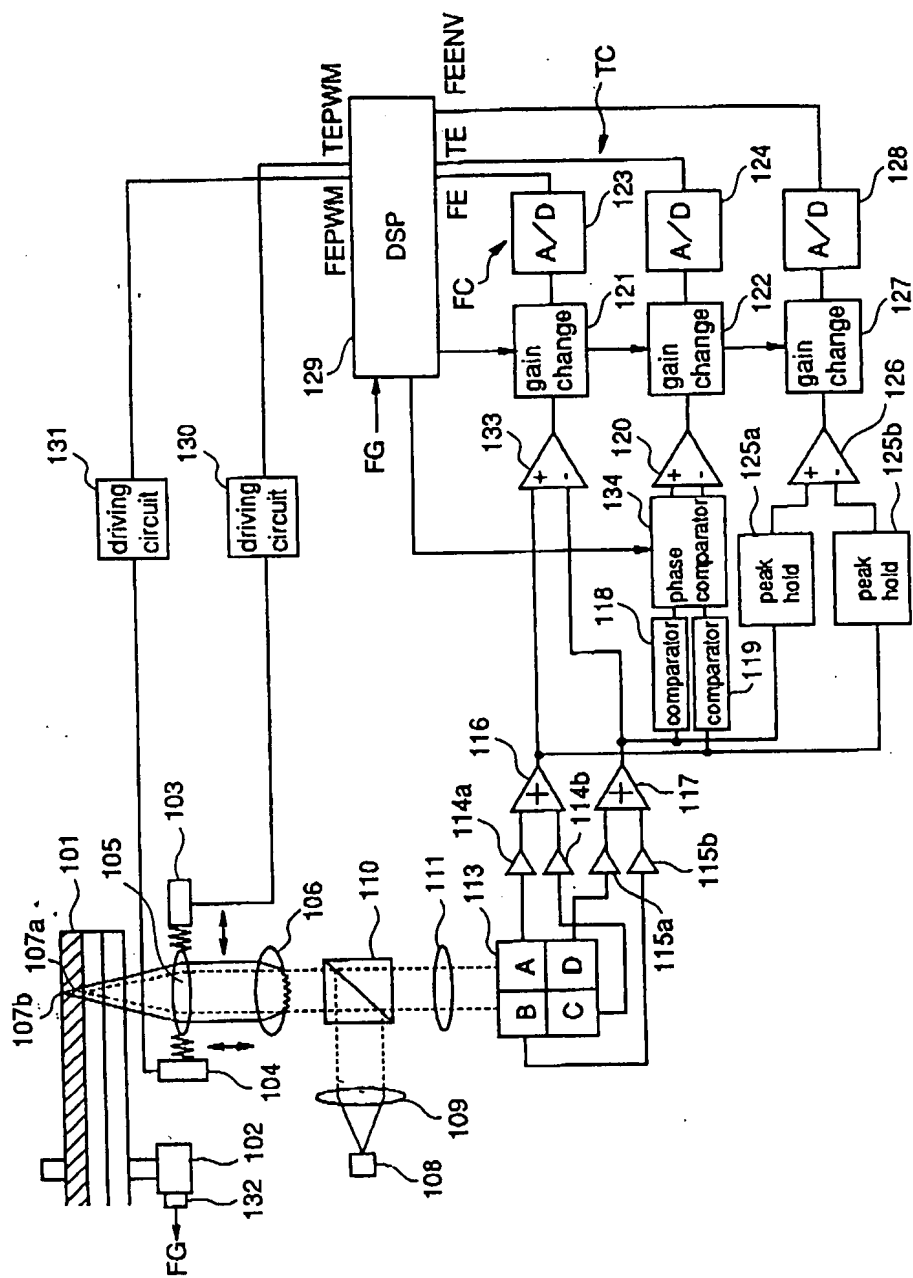 131
driving
circuit
130
driving
circuit
FEPWM
TEPWM
129
DSP
FG
FE
TE
FEENV
FC
TC
101
107a
107b
105
103
104
106
102
132
FG
110
111
109
108
113
B
A
C
D
114a
114b
115a
115b
116
117
118
comparator
comparator
119
134
phase
comparator
133
+
-
120
+
-
125a
peak
hold
125b
peak
hold
126
+
-
gain
change
121
gain
change
122
gain
change
127
A/D
123
A/D
124
A/D
128
+
+